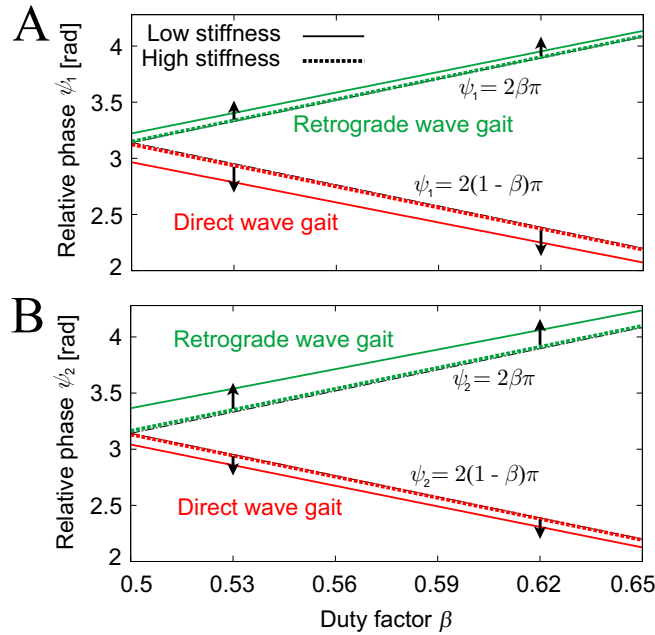 A
Low stiffness
High stiffness
Relative phase ψ₁ [rad]
4
3.5
3
2.5
2
ψ₁= 2βπ
Retrograde wave gait
ψ₁= 2(1 - β)π
Direct wave gait
B
Relative phase ψ₂ [rad]
4
3.5
3
2.5
2
Retrograde wave gait
ψ₂= 2βπ
ψ₂= 2(1 - β)π
Direct wave gait
0.5 0.53 0.56 0.59 0.62 0.65
Duty factor β